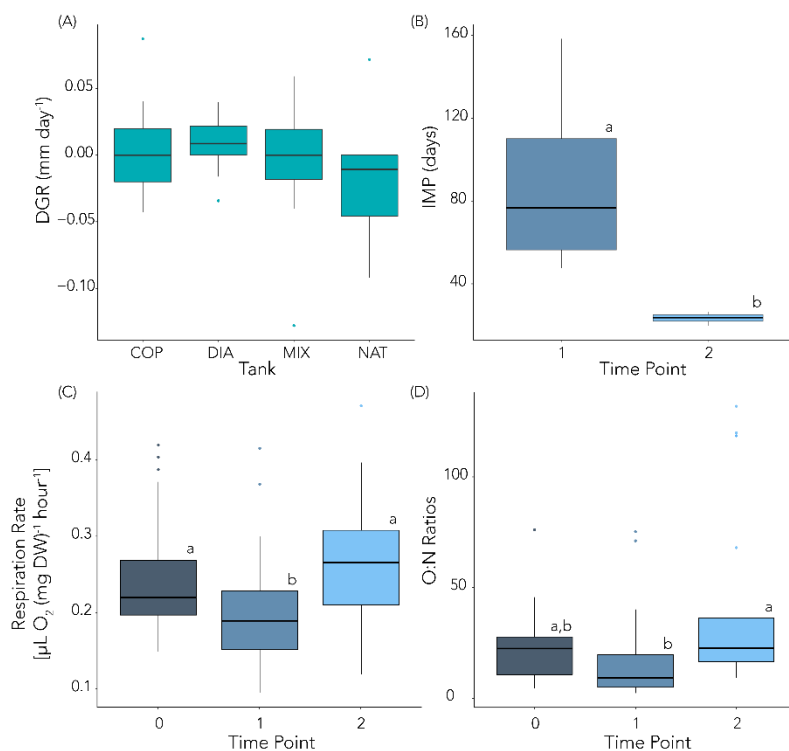 (A)
DGR (mm day⁻¹)
0.05
0.00
−0.05
−0.10
COP DIA MIX NAT
Tank
(B)
IMP (days)
160
120
80
40
a
b
1 2
Time Point
(C)
Respiration Rate
[µL O₂ (mg DW)⁻¹ hour⁻¹]
0.4
0.3
0.2
0.1
a
b
a
0 1 2
Time Point
(D)
O:N Ratios
100
50
0
a,b
b
a
0 1 2
Time Point